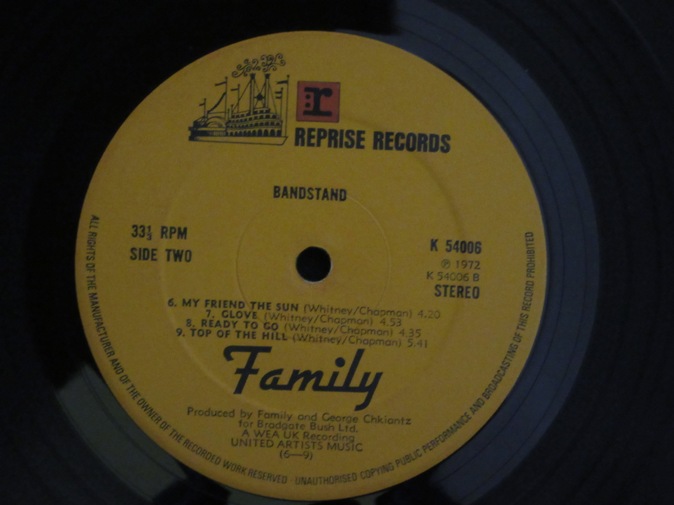 r:
REPRISE RECORDS
BANDSTAND
33⅓ RPM
SIDE TWO
K 54006
℗ 1972
K 54006 B
STEREO
6. MY FRIEND THE SUN (Whitney/Chapman) 4.20
7. GLOVE (Whitney/Chapman) 4.53
8. READY TO GO (Whitney/Chapman) 4.35
9. TOP OF THE HILL (Whitney/Chapman) 5.41
Family
Produced by Family and George Chkiantz
for Bradgate Bush Ltd.
A WEA UK Recording
UNITED ARTISTS MUSIC
(6—9)
ALL RIGHTS OF THE MANUFACTURER AND OF THE OWNER OF THE RECORDED WORK RESERVED · UNAUTHORISED COPYING PUBLIC PERFORMANCE AND BROADCASTING OF THIS RECORD PROHIBITED